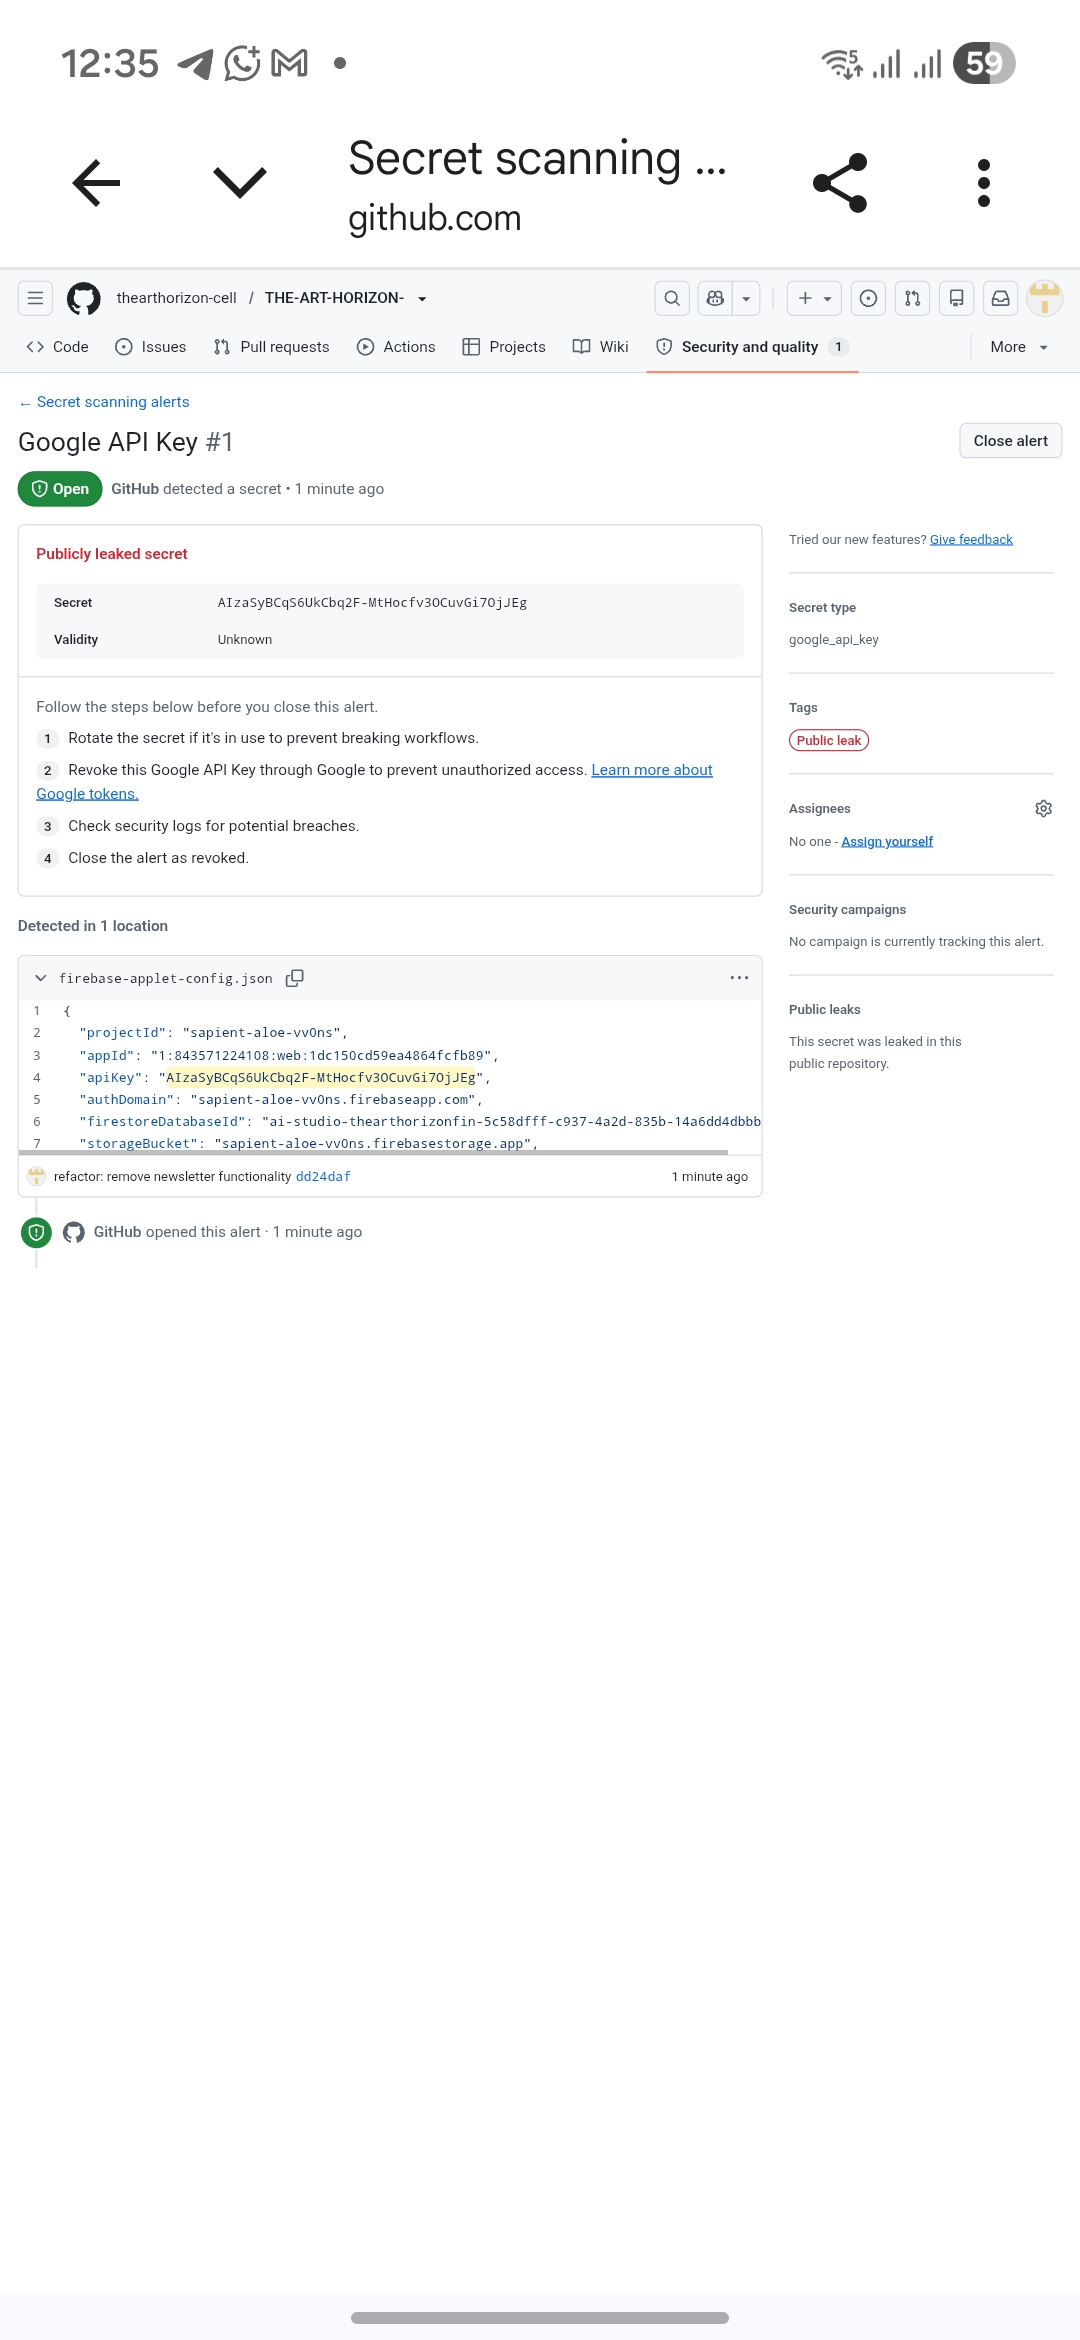 12:35
5
59
Secret scanning ...
github.com
thearthorizon-cell / THE-ART-HORIZON-
Code Issues Pull requests Actions Projects Wiki Security and quality 1 More
← Secret scanning alerts
Google API Key #1
Close alert
Open GitHub detected a secret • 1 minute ago
Publicly leaked secret
Secret AIzaSyBCqS6UkCbq2F-MtHocfv3OCuvGi7OjJEg
Validity Unknown
Follow the steps below before you close this alert.
1 Rotate the secret if it's in use to prevent breaking workflows.
2 Revoke this Google API Key through Google to prevent unauthorized access. Learn more about
Google tokens.
3 Check security logs for potential breaches.
4 Close the alert as revoked.
Detected in 1 location
firebase-applet-config.json
1 {
2 "projectId": "sapient-aloe-vv0ns",
3 "appId": "1:843571224108:web:1dc150cd59ea4864fcfb89",
4 "apiKey": "AIzaSyBCqS6UkCbq2F-MtHocfv3OCuvGi7OjJEg",
5 "authDomain": "sapient-aloe-vv0ns.firebaseapp.com",
6 "firestoreDatabaseId": "ai-studio-thearthorizonfin-5c58dfff-c937-4a2d-835b-14a6dd4dbbb
7 "storageBucket": "sapient-aloe-vv0ns.firebasestorage.app",
refactor: remove newsletter functionality dd24daf 1 minute ago
GitHub opened this alert · 1 minute ago
Tried our new features? Give feedback
Secret type
google_api_key
Tags
Public leak
Assignees
No one - Assign yourself
Security campaigns
No campaign is currently tracking this alert.
Public leaks
This secret was leaked in this
public repository.